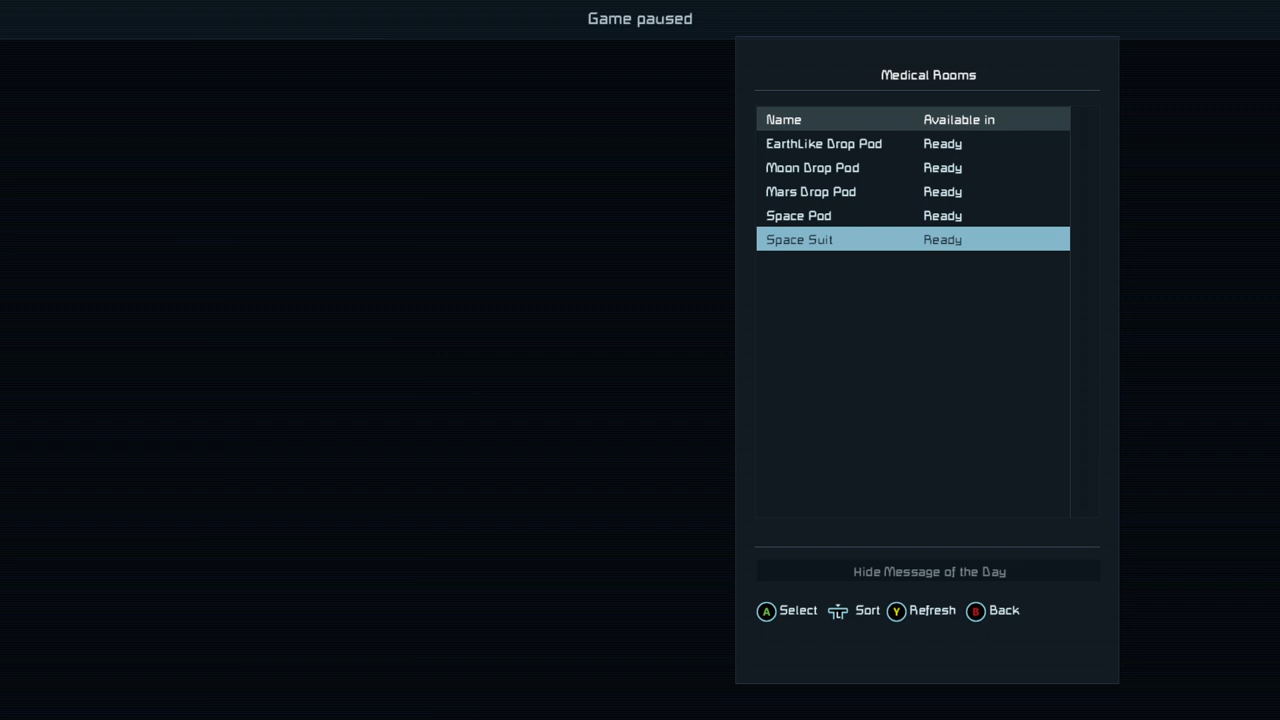 Game paused
Medical Rooms
Name Available in
EarthLike Drop Pod Ready
Moon Drop Pod Ready
Mars Drop Pod Ready
Space Pod Ready
Space Suit Ready
Hide Message of the Day
A Select Sort Y Refresh B Back